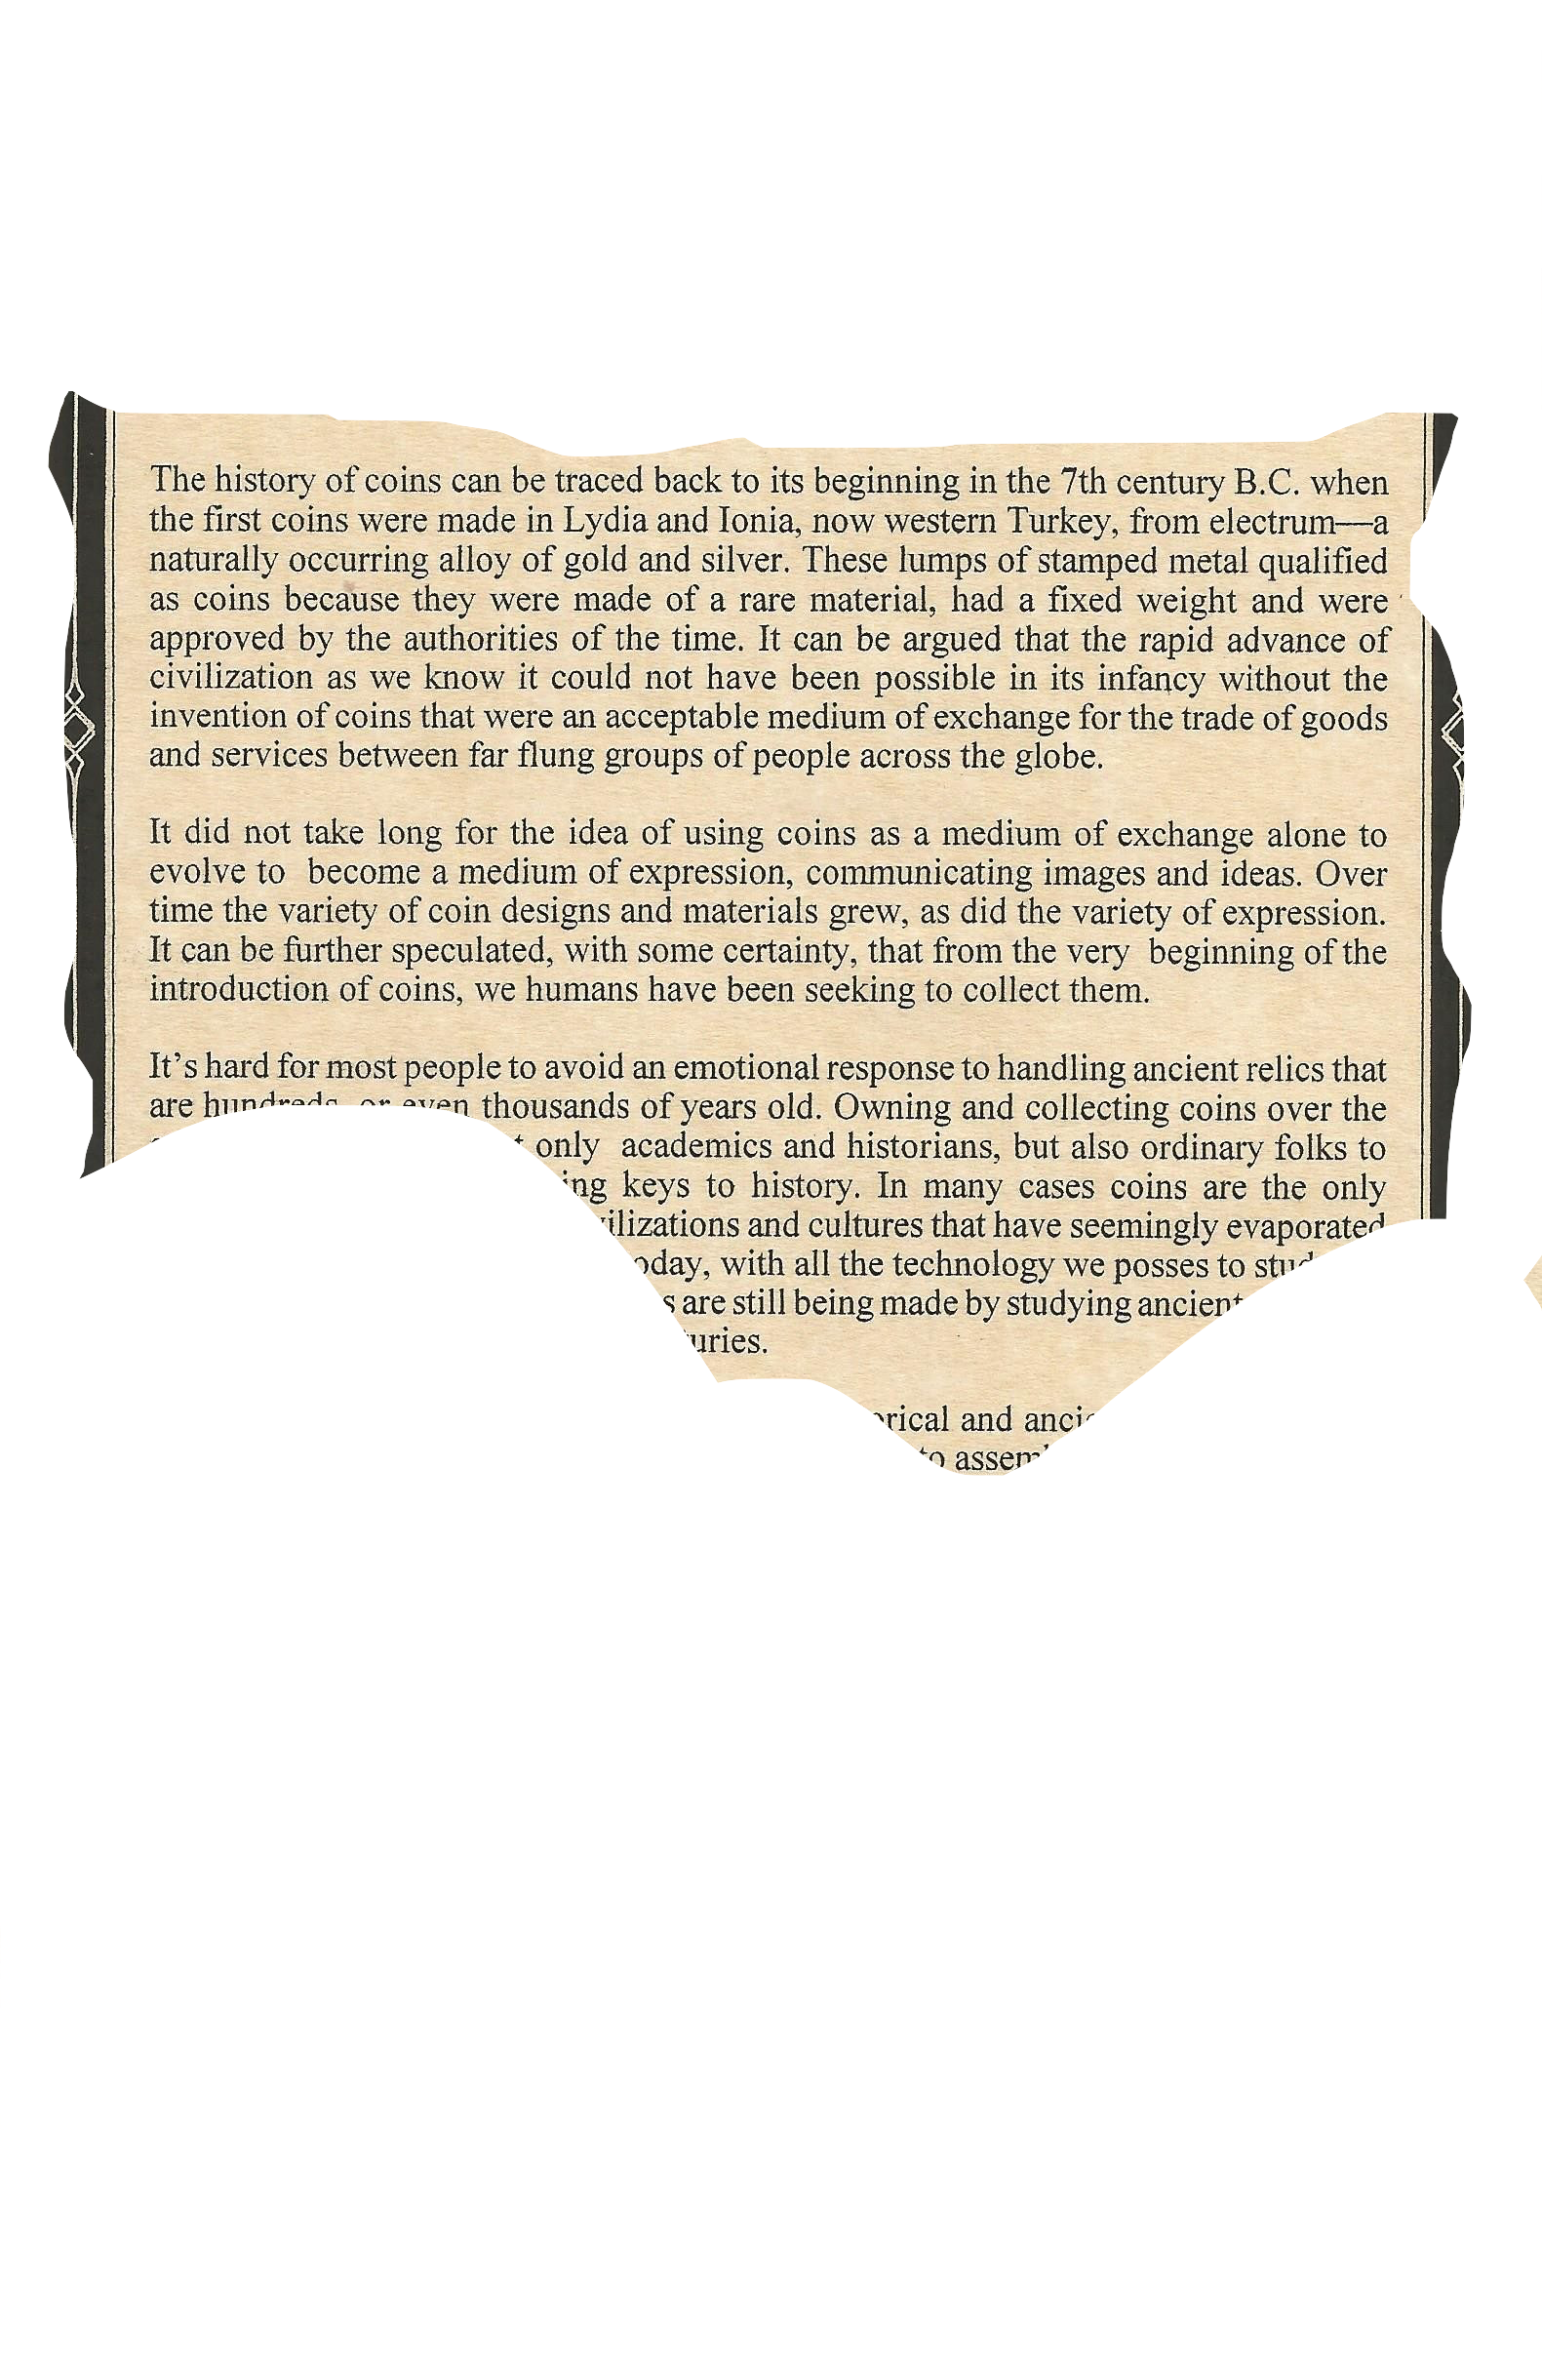 The history of coins can be traced back to its beginning in the 7th century B.C. when
the first coins were made in Lydia and Ionia, now western Turkey, from electrum—a
naturally occurring alloy of gold and silver. These lumps of stamped metal qualified
as coins because they were made of a rare material, had a fixed weight and were
approved by the authorities of the time. It can be argued that the rapid advance of
civilization as we know it could not have been possible in its infancy without the
invention of coins that were an acceptable medium of exchange for the trade of goods
and services between far flung groups of people across the globe.
It did not take long for the idea of using coins as a medium of exchange alone to
evolve to become a medium of expression, communicating images and ideas. Over
time the variety of coin designs and materials grew, as did the variety of expression.
It can be further speculated, with some certainty, that from the very beginning of the
introduction of coins, we humans have been seeking to collect them.
It's hard for most people to avoid an emotional response to handling ancient relics that
are hundreds, or even thousands of years old. Owning and collecting coins over the
only academics and historians, but also ordinary folks to
keys to history. In many cases coins are the only
and cultures that have seemingly evaporated
with all the technology we posses to
are still being made by studying ancient
and
to